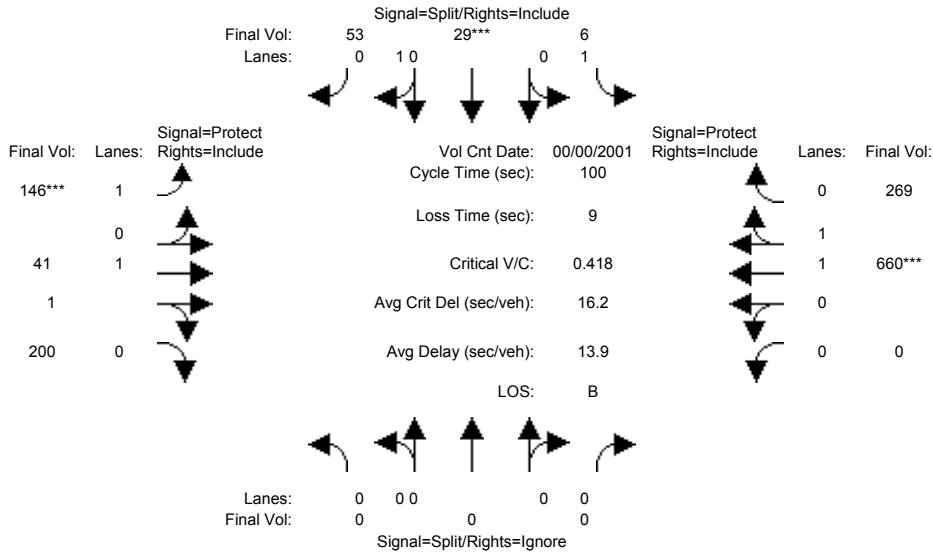 Signal=Split/Rights=Include
Final Vol: 53 29*** 6
Lanes: 0 1 0 0 1
Signal=Protect
Final Vol: Lanes: Rights=Include
Vol Cnt Date: 00/00/2001
Signal=Protect
Rights=Include Lanes: Final Vol:
Cycle Time (sec): 100
146*** 1
0 269
Loss Time (sec): 9
0
1
41 1
Critical V/C: 0.418
1 660***
1
Avg Crit Del (sec/veh): 16.2
0
200 0
Avg Delay (sec/veh): 13.9
0 0
LOS: B
Lanes: 0 0 0 0 0
Final Vol: 0 0 0
Signal=Split/Rights=Ignore